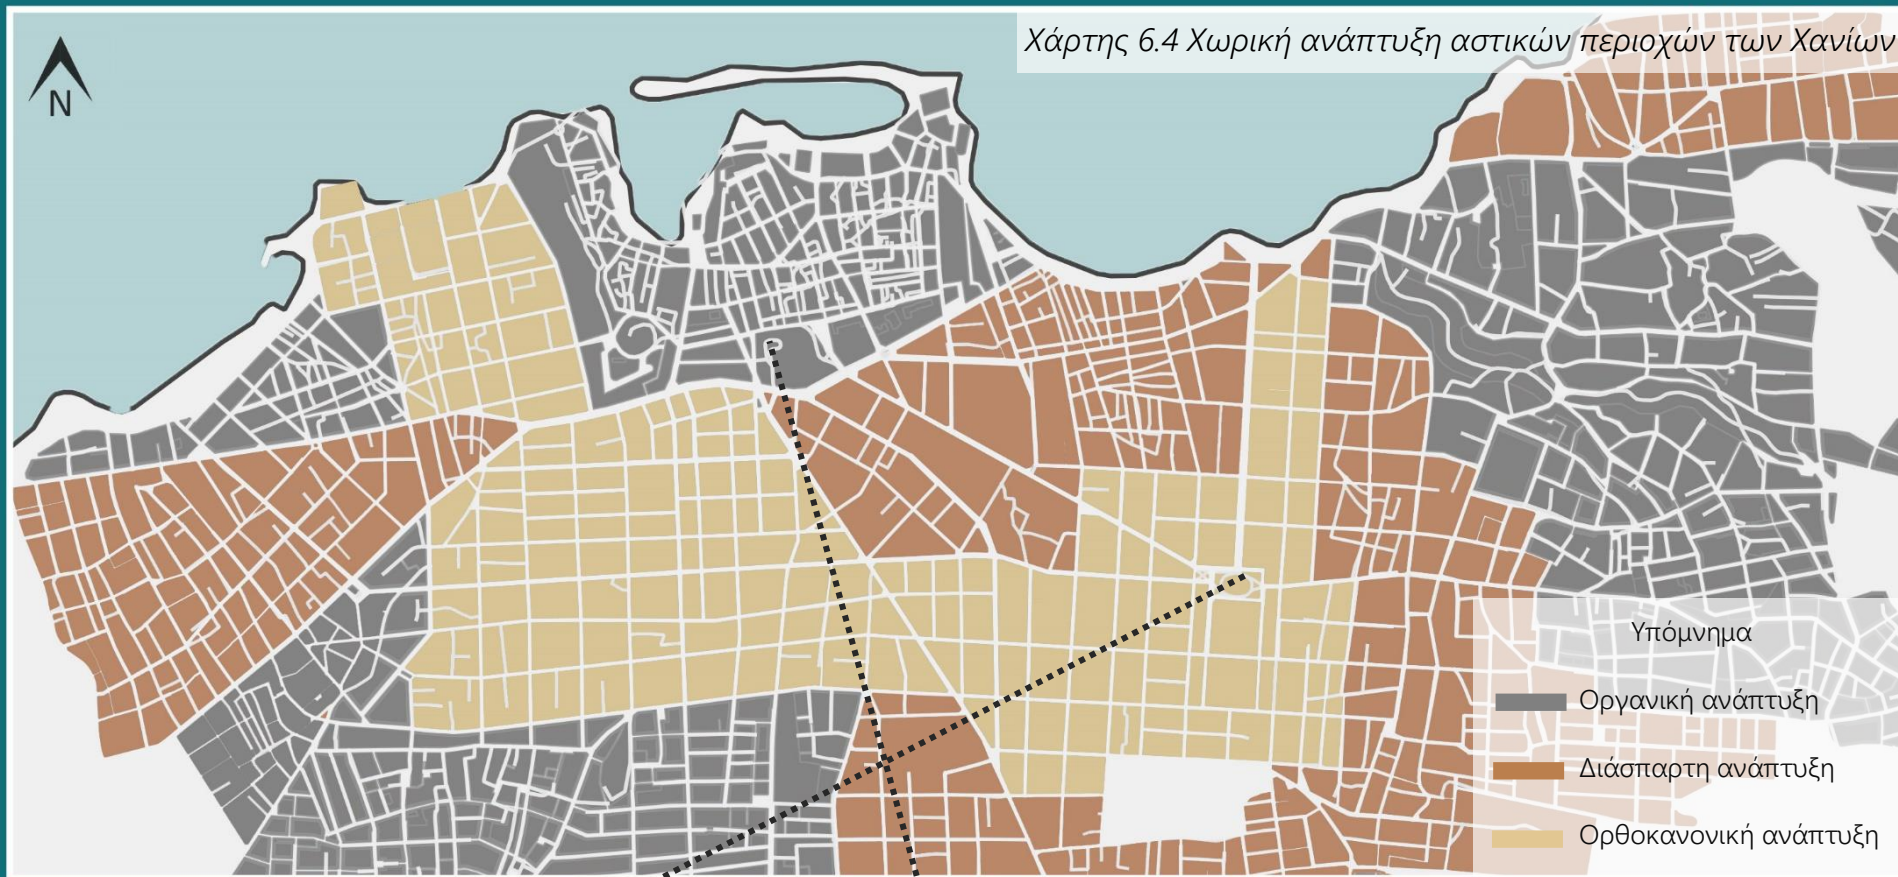 Χάρτης 6.4 Χωρική ανάπτυξη αστικών περιοχών των Χανίων
N
Υπόμνημα
Οργανική ανάπτυξη
Διάσπαρτη ανάπτυξη
Ορθοκανονική ανάπτυξη